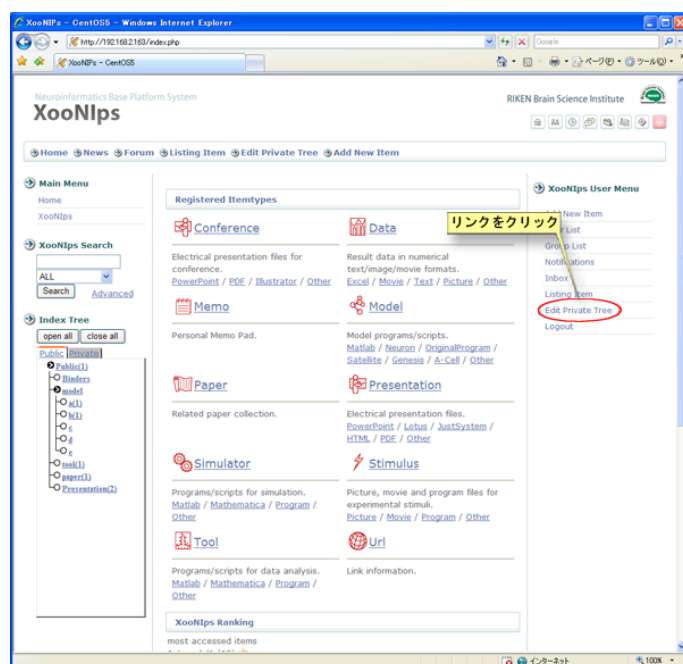 XooNIPs - CentOS5 - Windows Internet Explorer
http://192.168.2.163/index.php
Google
XooNIPs - CentOS5
ページ(P)
ツール(O)
Neuroinformatics Base Platform System
XooNIps
RIKEN Brain Science Institute
Home News Forum Listing Item Edit Private Tree Add New Item
Main Menu
Home
XooNIps
XooNIps Search
ALL
Search Advanced
Index Tree
open all close all
Public Private
Public(1)
Binders
model
a(1)
b(1)
c
d
e
tool(1)
paper(1)
Presentation(2)
Registered Itemtypes
Conference
Electrical presentation files for
conference.
PowerPoint / PDF / Illustrator / Other
Data
Result data in numerical
text/image/movie formats.
Excel / Movie / Text / Picture / Other
Memo
Personal Memo Pad.
Model
Model programs/scripts.
Matlab / Neuron / OriginalProgram /
Satellite / Genesis / A-Cell / Other
Paper
Related paper collection.
Presentation
Electrical presentation files.
PowerPoint / Lotus / JustSystem /
HTML / PDF / Other
Simulator
Programs/scripts for simulation.
Matlab / Mathematica / Program /
Other
Stimulus
Picture, movie and program files for
experimental stimuli.
Picture / Movie / Program / Other
Tool
Programs/scripts for data analysis.
Matlab / Mathematica / Program /
Other
Url
Link information.
XooNIps Ranking
most accessed items
XooNIps User Menu
New Item
リンクをクリック
List
Group List
Notifications
Inbox
Listing Item
Edit Private Tree
Logout
インターネット
100%